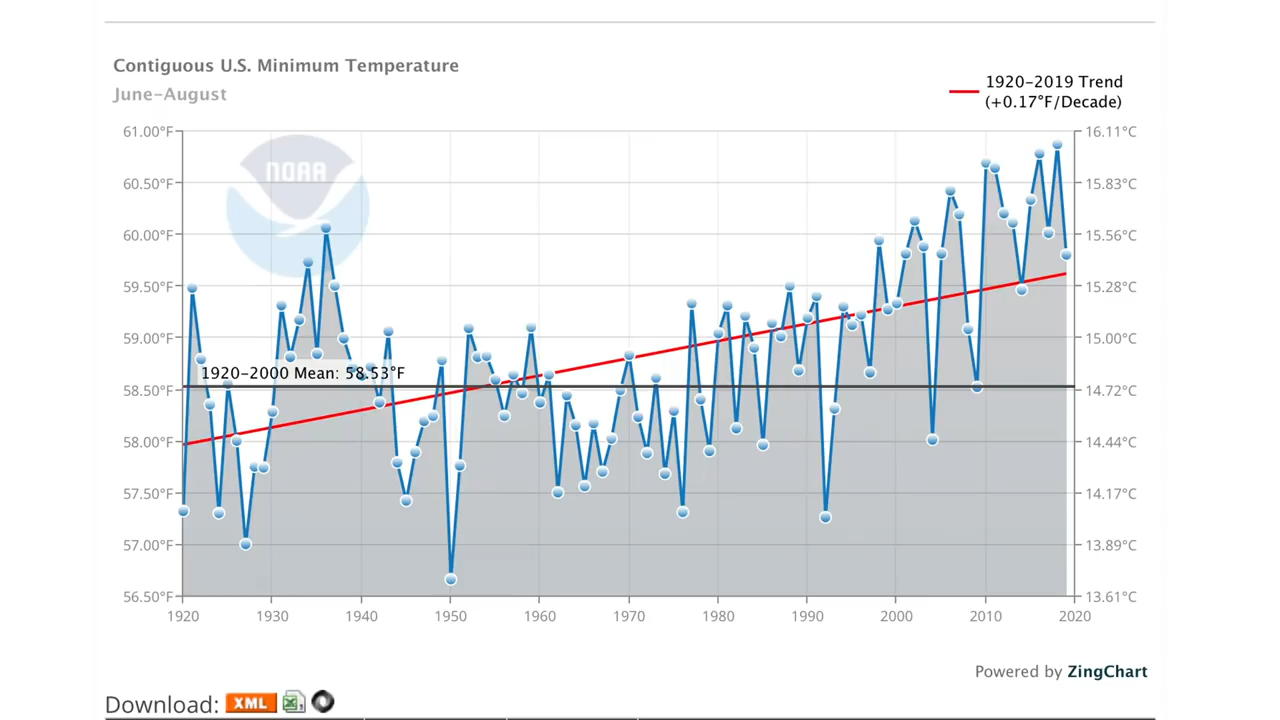 Contiguous U.S. Minimum Temperature
June–August
1920–2019 Trend
(+0.17°F/Decade)
NOAA
61.00°F
16.11°C
60.50°F
15.83°C
60.00°F
15.56°C
59.50°F
15.28°C
59.00°F
15.00°C
1920–2000 Mean: 58.53°F
58.50°F
14.72°C
58.00°F
14.44°C
57.50°F
14.17°C
57.00°F
13.89°C
56.50°F
13.61°C
1920 1930 1940 1950 1960 1970 1980 1990 2000 2010 2020
Powered by ZingChart
Download: XML